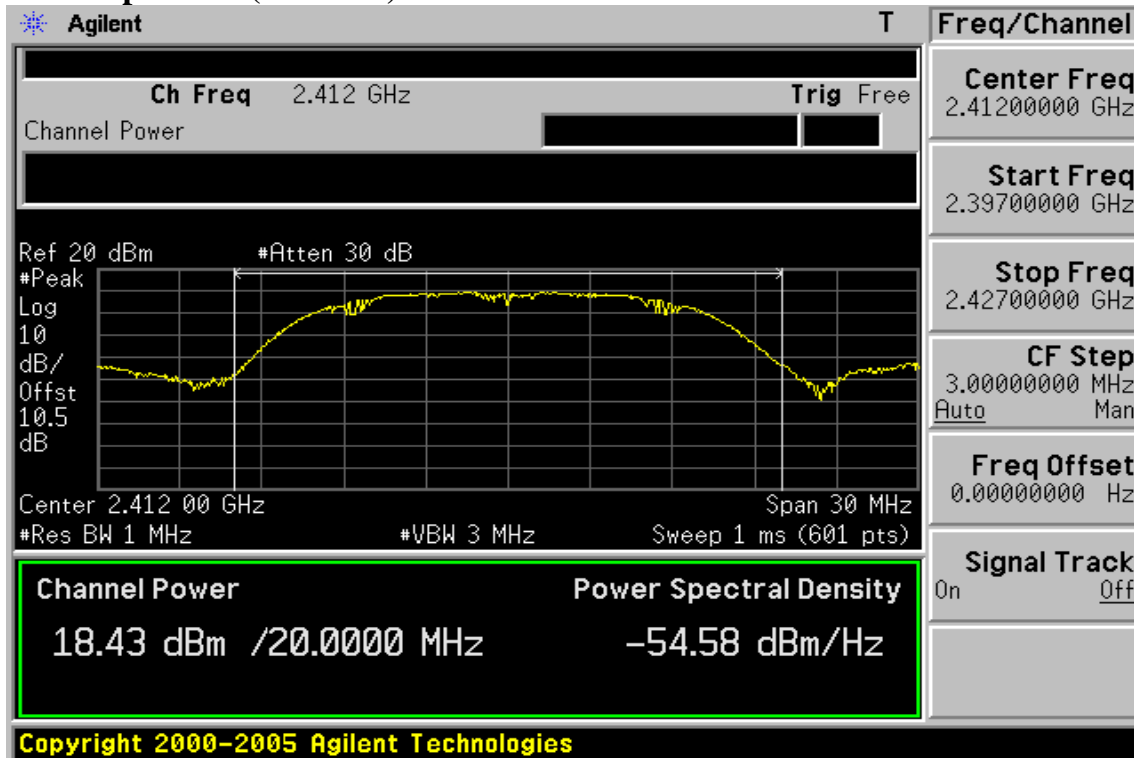 Agilent T
Freq/Channel
Ch Freq 2.412 GHz Trig Free
Channel Power
Ref 20 dBm #Atten 30 dB
#Peak
Log
10
dB/
Offst
10.5
dB
Center 2.412 00 GHz Span 30 MHz
#Res BW 1 MHz #VBW 3 MHz Sweep 1 ms (601 pts)
Channel Power Power Spectral Density
18.43 dBm /20.0000 MHz -54.58 dBm/Hz
Copyright 2000-2005 Agilent Technologies
Center Freq
2.41200000 GHz
Start Freq
2.39700000 GHz
Stop Freq
2.42700000 GHz
CF Step
3.00000000 MHz
Auto Man
Freq Offset
0.00000000 Hz
Signal Track
On Off